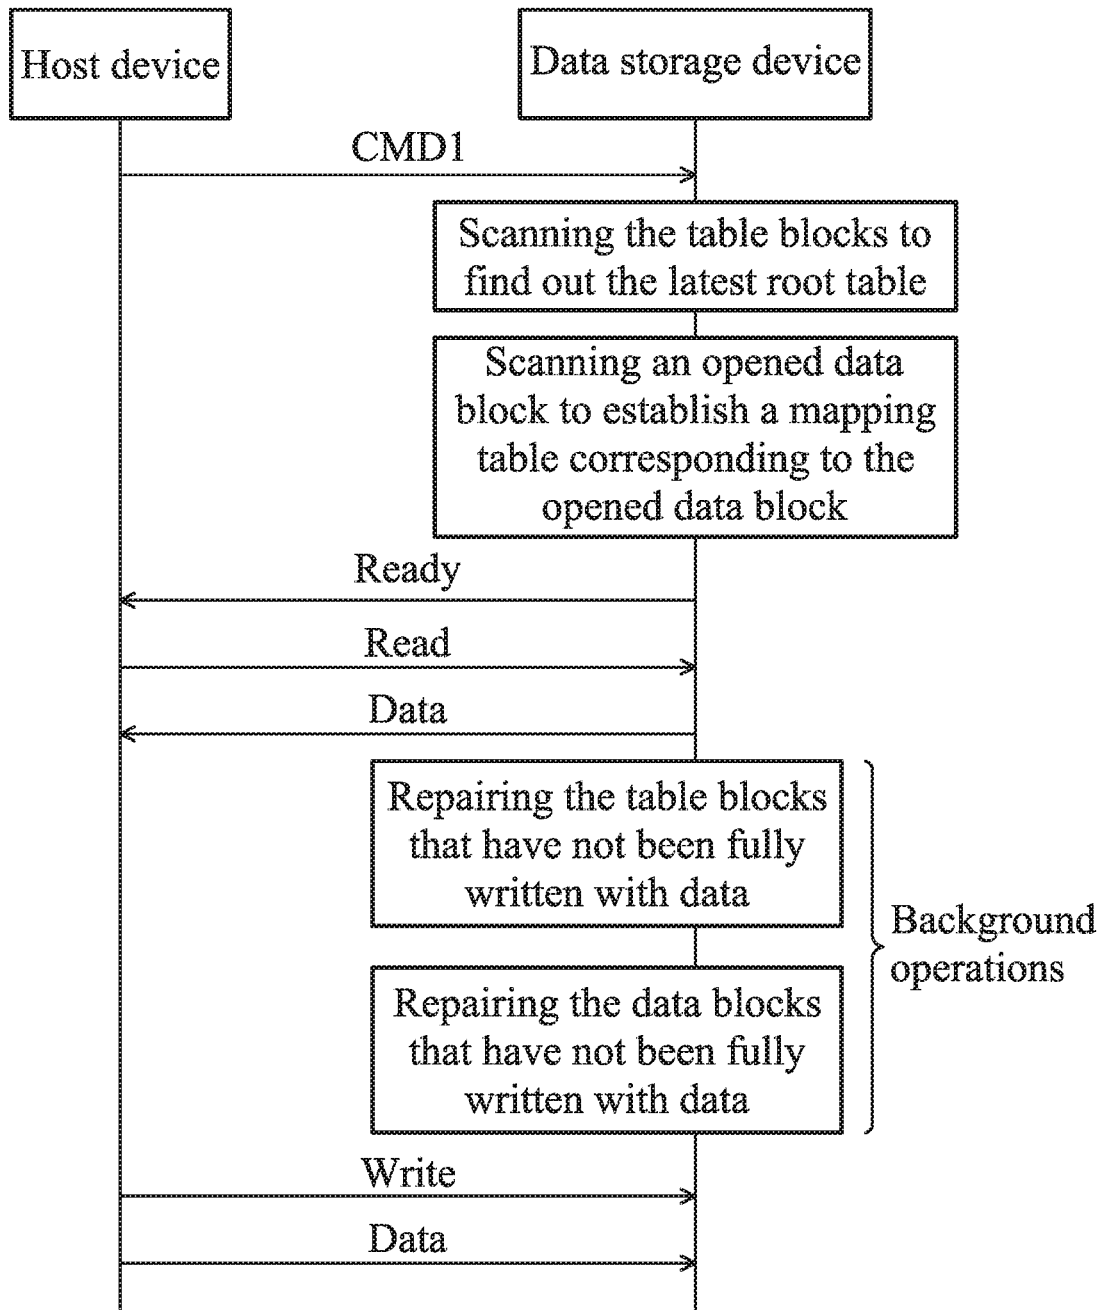 Host device
Data storage device
CMD1
Scanning the table blocks to
find out the latest root table
Scanning an opened data
block to establish a mapping
table corresponding to the
opened data block
Ready
Read
Data
Repairing the table blocks
that have not been fully
written with data
Repairing the data blocks
that have not been fully
written with data
Background
operations
Write
Data